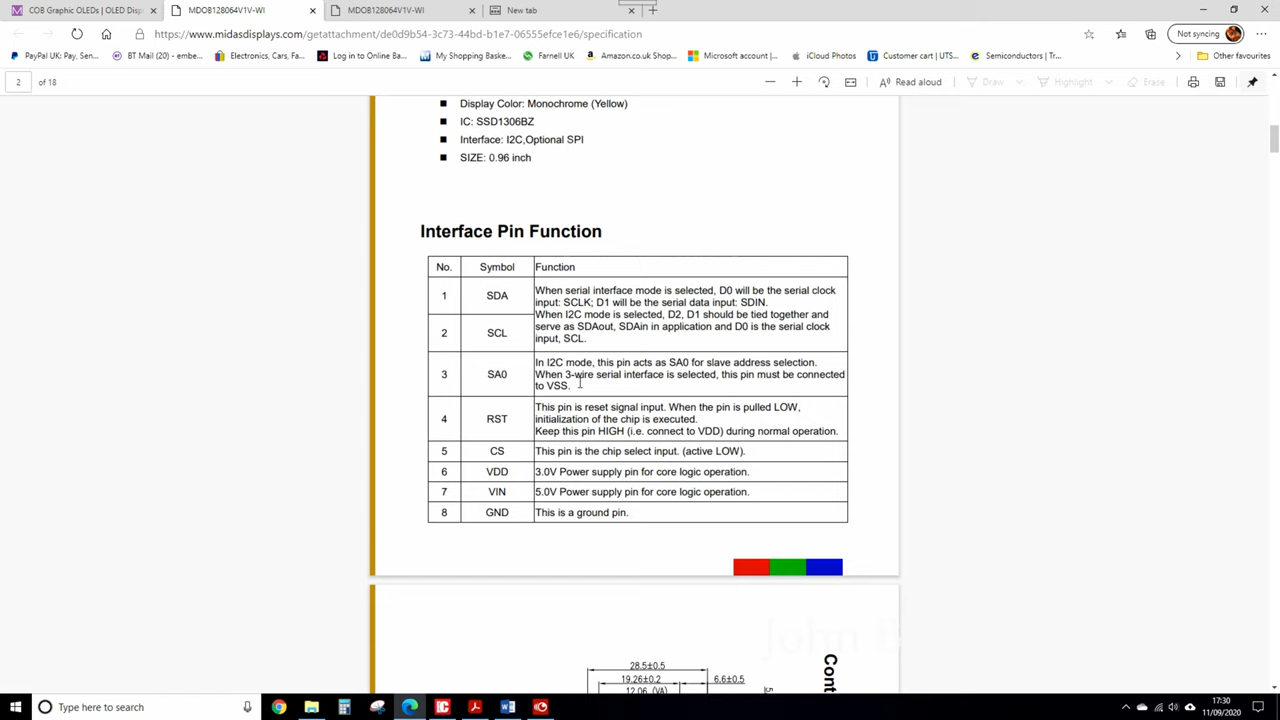 COB Graphic OLEDs | OLED Disp
MDOB128064V1V-WI
MDOB128064V1V-WI
New tab
https://www.midasdisplays.com/getattachment/de0d9b54-3c73-44bd-b1e7-06555efce1e6/specification
Not syncing
PayPal UK: Pay, Sen...
BT Mail (20) - embe...
Electronics, Cars, Fa...
Log in to Online Ba...
My Shopping Baske...
Farnell UK
Amazon.co.uk Shop...
Microsoft account |...
iCloud Photos
Customer cart | UTS...
Semiconductors | Tr...
Other favourites
2 of 18
Read aloud
Draw
Highlight
Erase
Display Color: Monochrome (Yellow)
IC: SSD1306BZ
Interface: I2C,Optional SPI
SIZE: 0.96 inch
Interface Pin Function
No. Symbol Function
1 SDA
When serial interface mode is selected, D0 will be the serial clock
input: SCLK; D1 will be the serial data input: SDIN.
When I2C mode is selected, D2, D1 should be tied together and
serve as SDAout, SDAin in application and D0 is the serial clock
input, SCL.
2 SCL
3 SA0
In I2C mode, this pin acts as SA0 for slave address selection.
When 3-wire serial interface is selected, this pin must be connected
to VSS.
4 RST
This pin is reset signal input. When the pin is pulled LOW,
initialization of the chip is executed.
Keep this pin HIGH (i.e. connect to VDD) during normal operation.
5 CS This pin is the chip select input. (active LOW).
6 VDD 3.0V Power supply pin for core logic operation.
7 VIN 5.0V Power supply pin for core logic operation.
8 GND This is a ground pin.
John
28.5±0.5
19.26±0.2
6.6±0.5
12.06 (VA)
Cont
Type here to search
17:30
11/09/2020